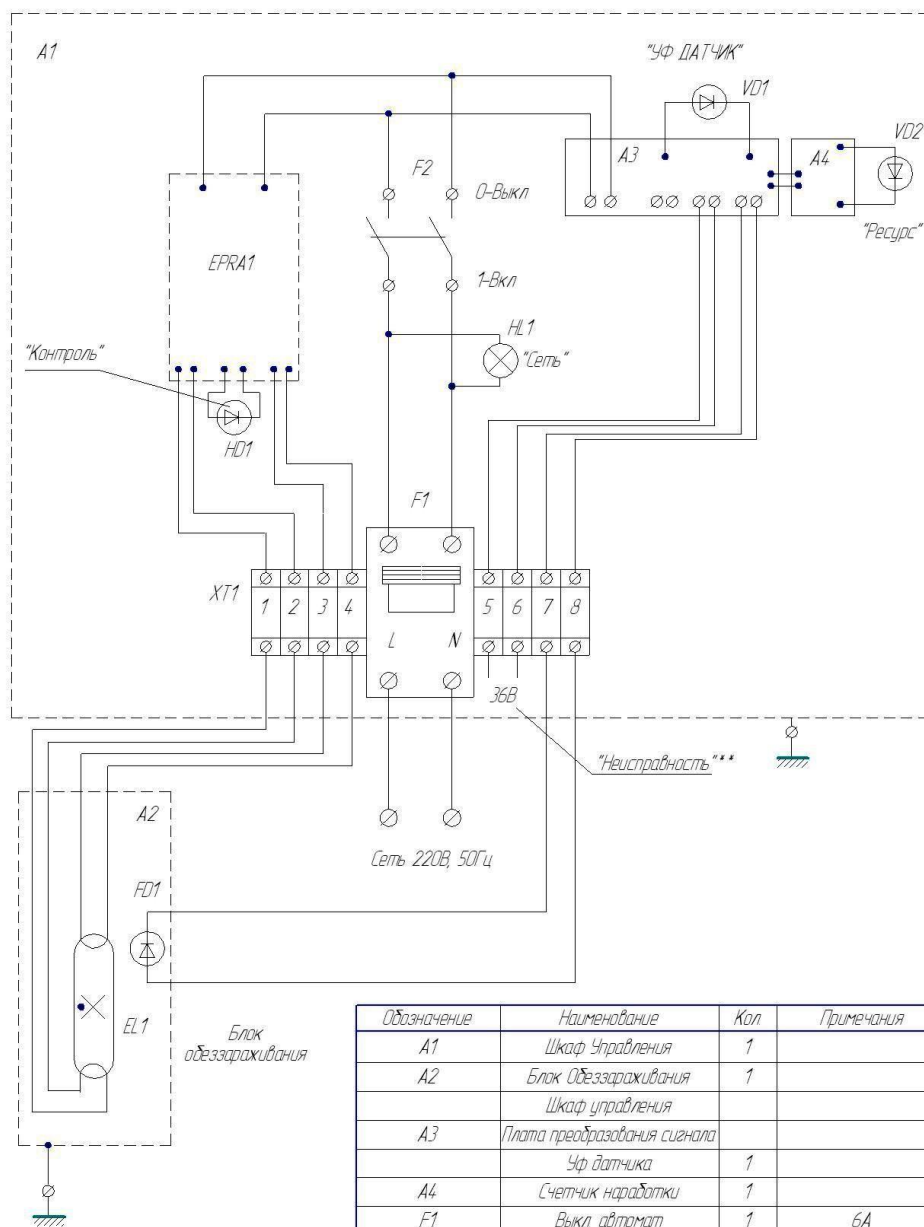 A1
"УФ ДАТЧИК"
VD1
VD2
A3
A4
F2
0-Выкл
"Ресурс"
EPRA1
1-Вкл
HL1
"Контроль"
"Сеть"
HD1
F1
XT1
1 2 3 4
5 6 7 8
L N
36В
"Неисправность"**
A2
Сеть 220В, 50Гц
FD1
EL1
Блок
обеззараживания
Обозначение Наименование Кол. Примечания
A1 Шкаф Управления 1
A2 Блок Обеззараживания 1
Шкаф управления
A3 Плата преобразования сигнала
Уф датчика 1
A4 Счетчик наработки 1
F1 Выкл автомат 1 6А